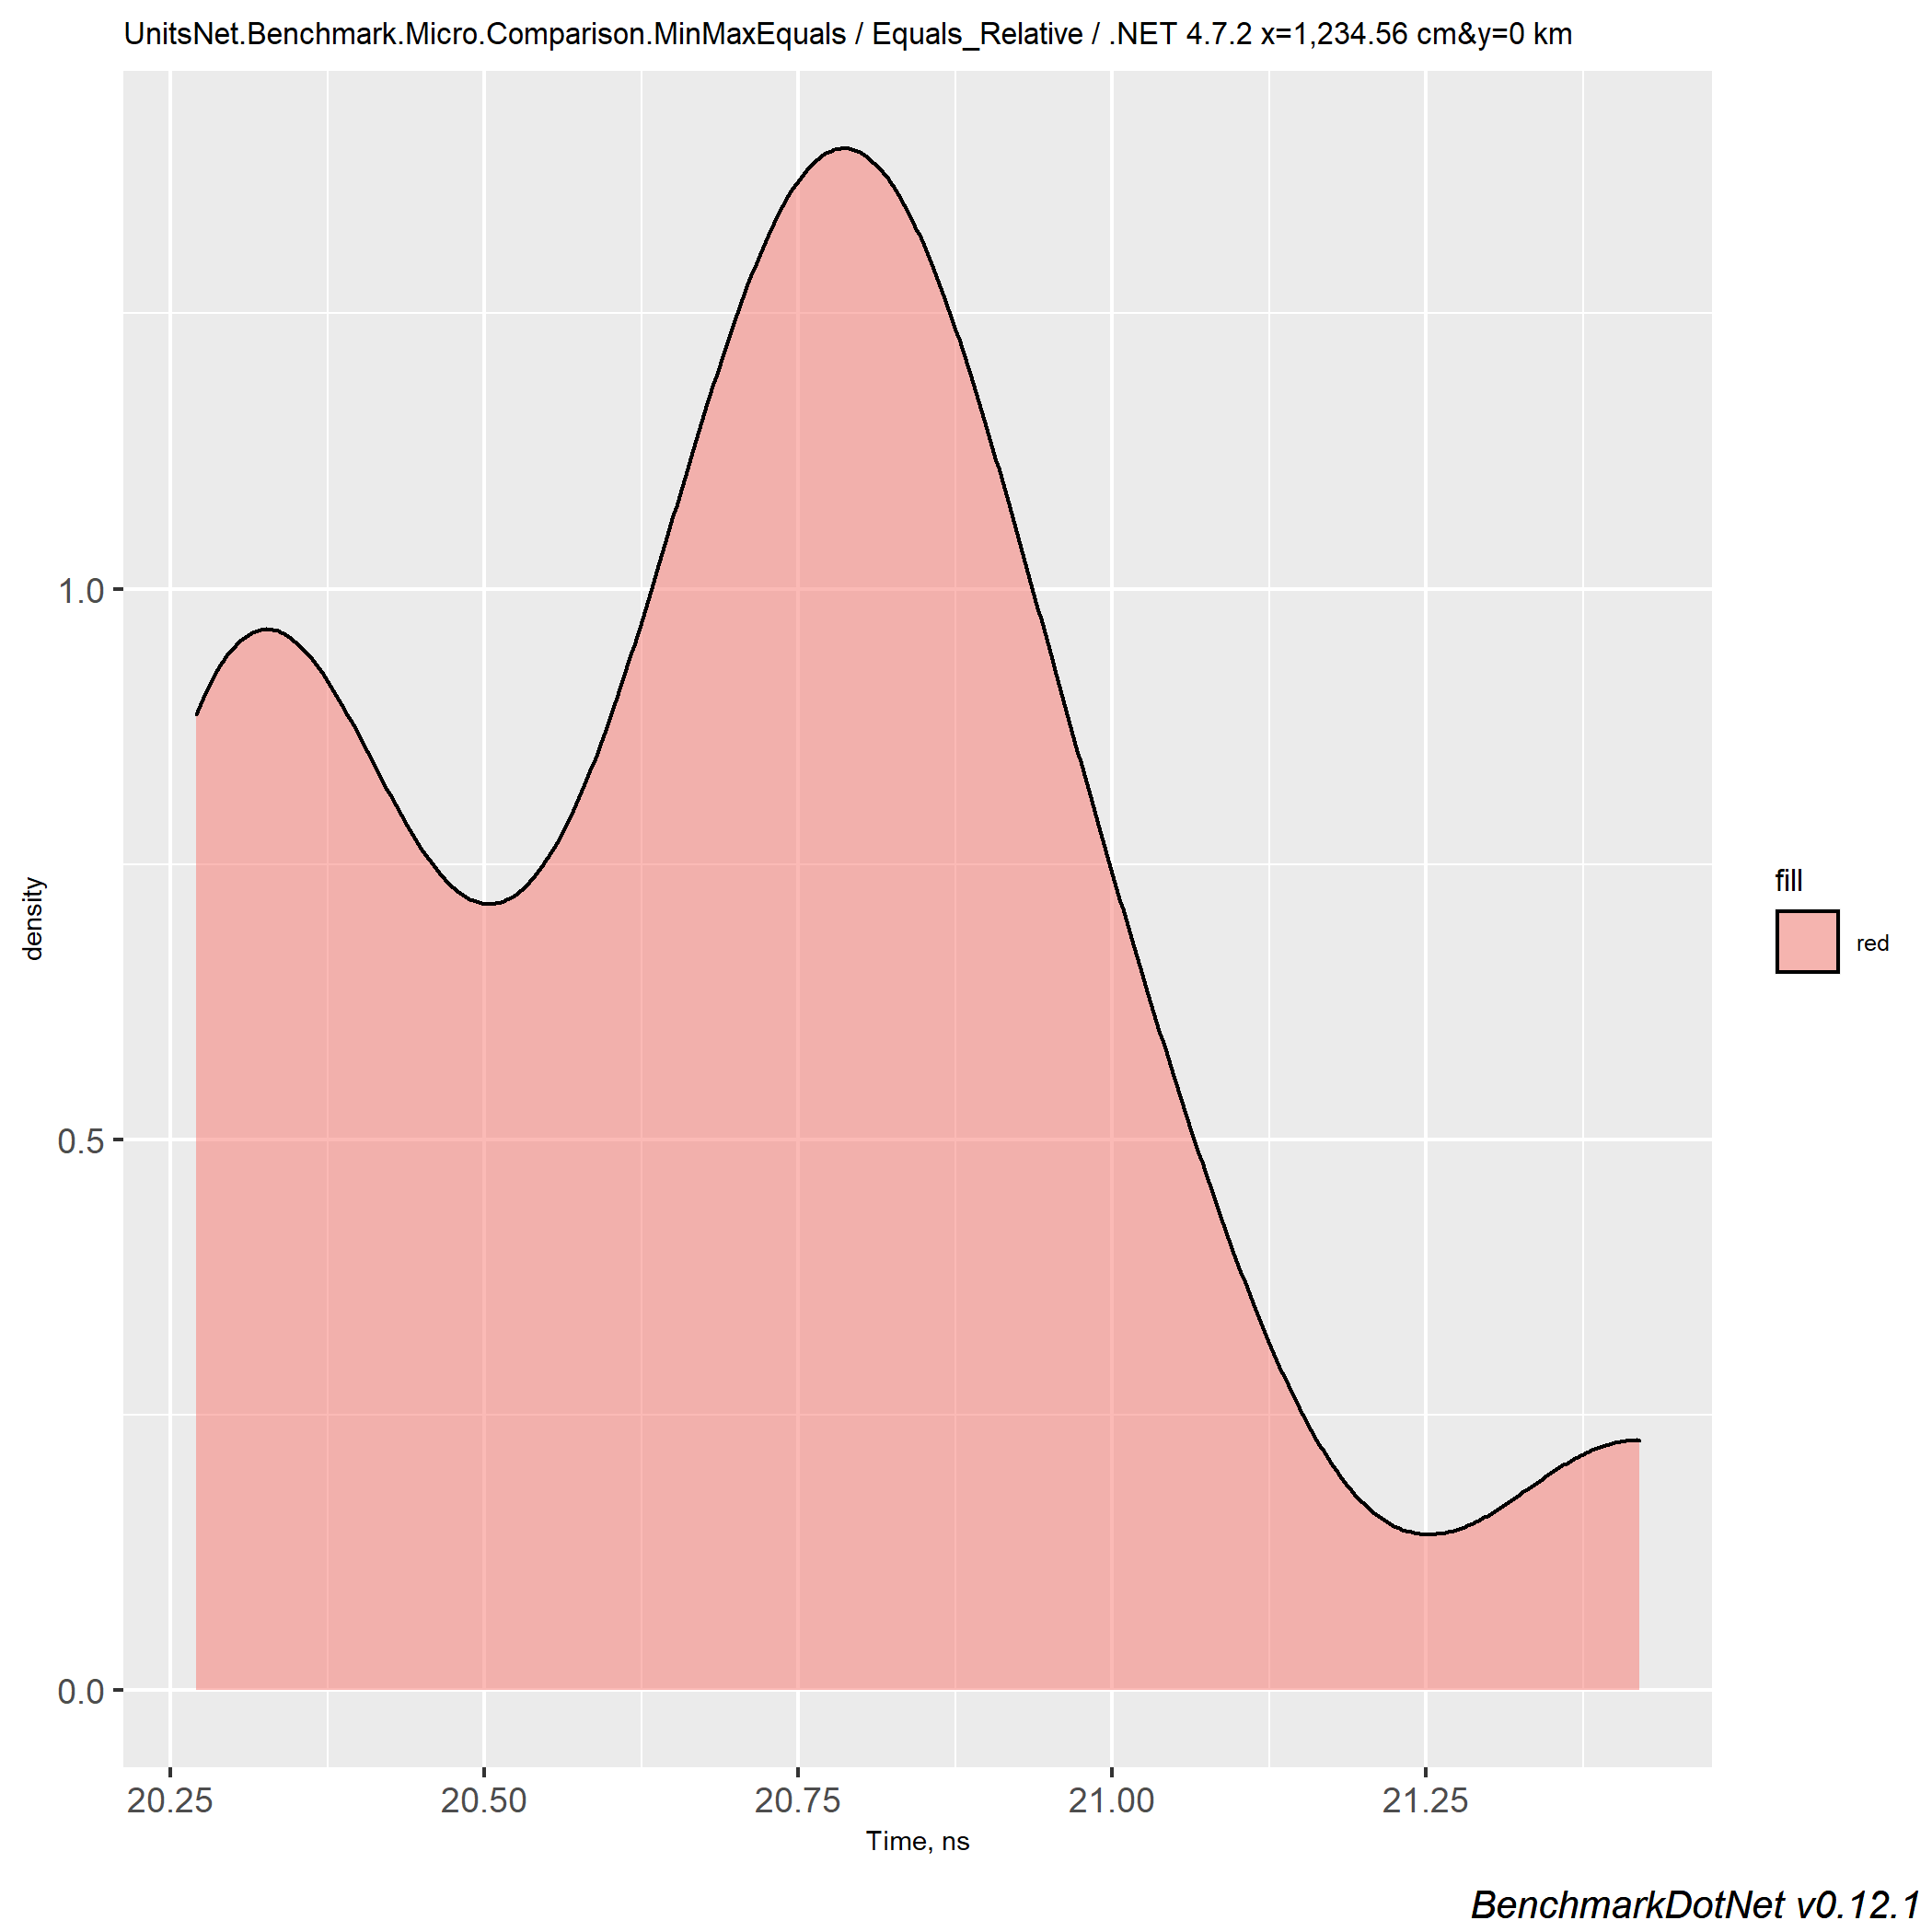 UnitsNet.Benchmark.Micro.Comparison.MinMaxEquals / Equals_Relative / .NET 4.7.2 x=1,234.56 cm&y=0 km
1.0
0.5
0.0
density
20.25 20.50 20.75 21.00 21.25
Time, ns
fill
red
BenchmarkDotNet v0.12.1